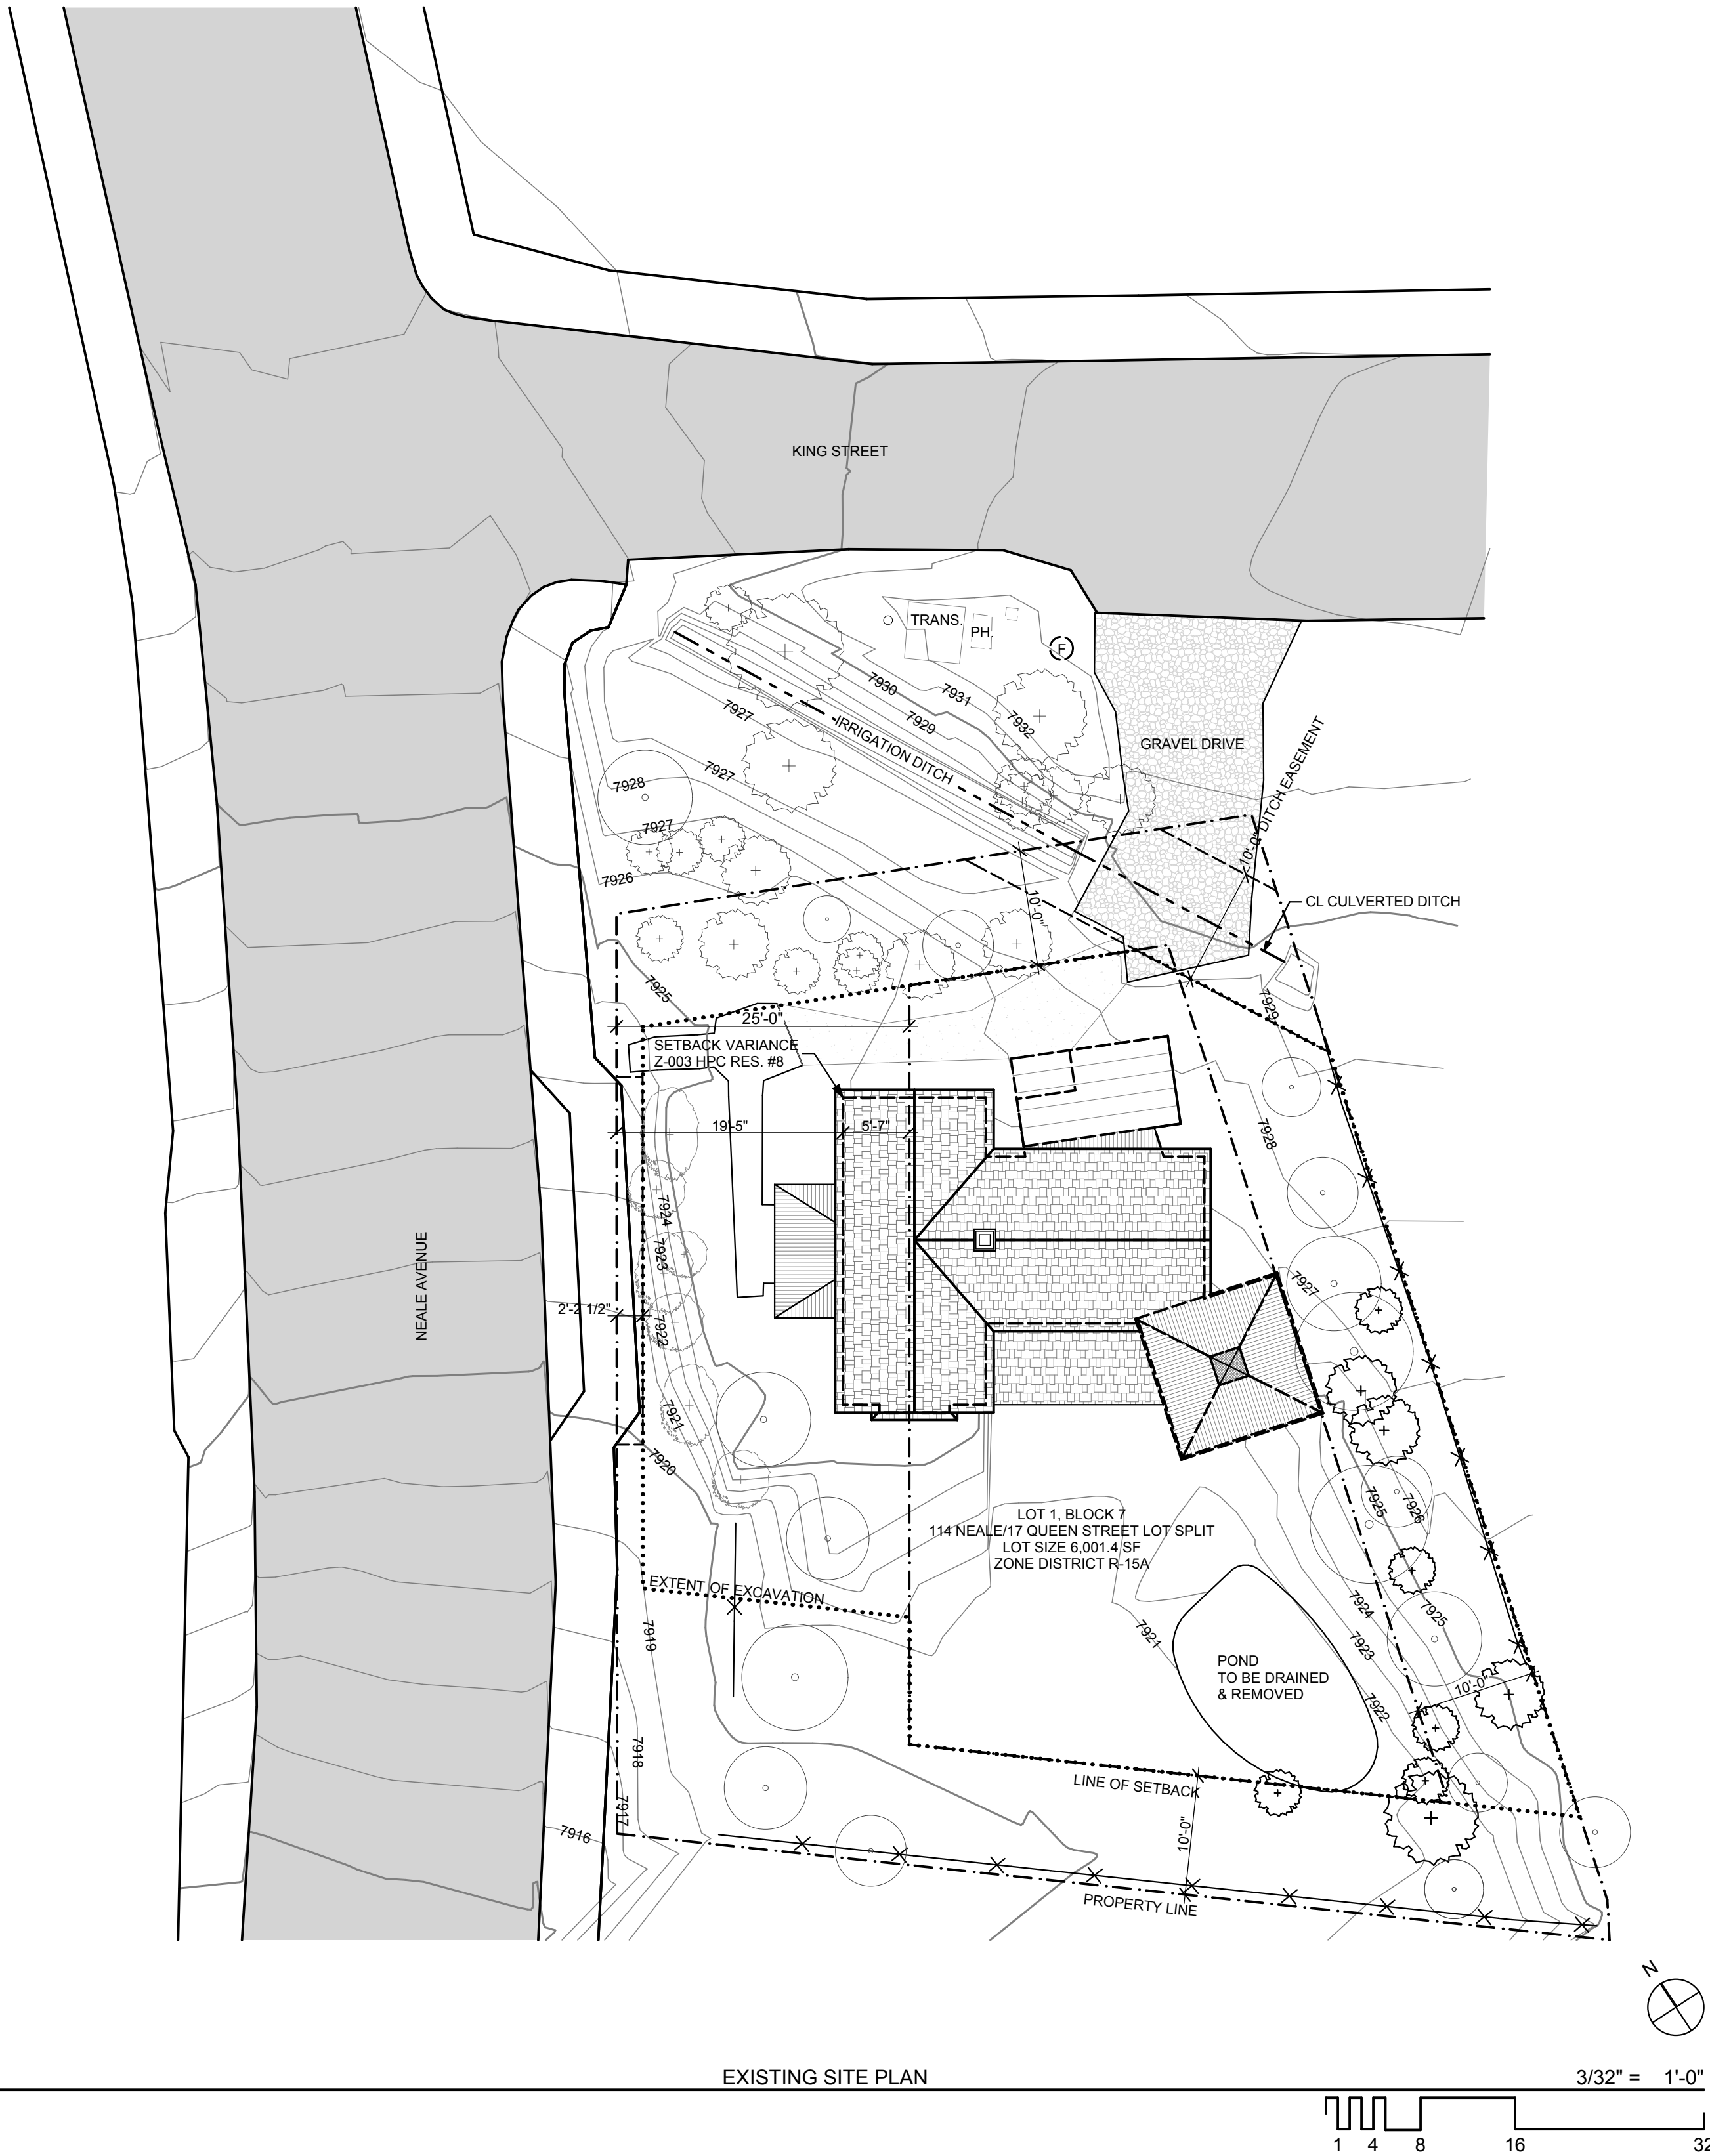 KING STREET
TRANS.
PH.
F
7930
7931
7932
7929
7927
IRRIGATION DITCH
GRAVEL DRIVE
10'-0" DITCH EASEMENT
7927
7928
7927
7926
10'-0"
CL CULVERTED DITCH
7925
7929
25'-0"
SETBACK VARIANCE
Z-003 HPC RES. #8
19'-5"
5'-7"
7928
7924
7923
7922
7921
7920
2'-2 1/2"
NEALE AVENUE
7927
7925
7926
LOT 1, BLOCK 7
114 NEALE/17 QUEEN STREET LOT SPLIT
LOT SIZE 6,001.4 SF
ZONE DISTRICT R-15A
EXTENT OF EXCAVATION
7919
7921
7924
7925
7923
7922
POND
TO BE DRAINED
& REMOVED
10'-0"
7918
7917
7916
LINE OF SETBACK
10'-0"
PROPERTY LINE
N
EXISTING SITE PLAN
3/32" = 1'-0"
1 4 8 16 32